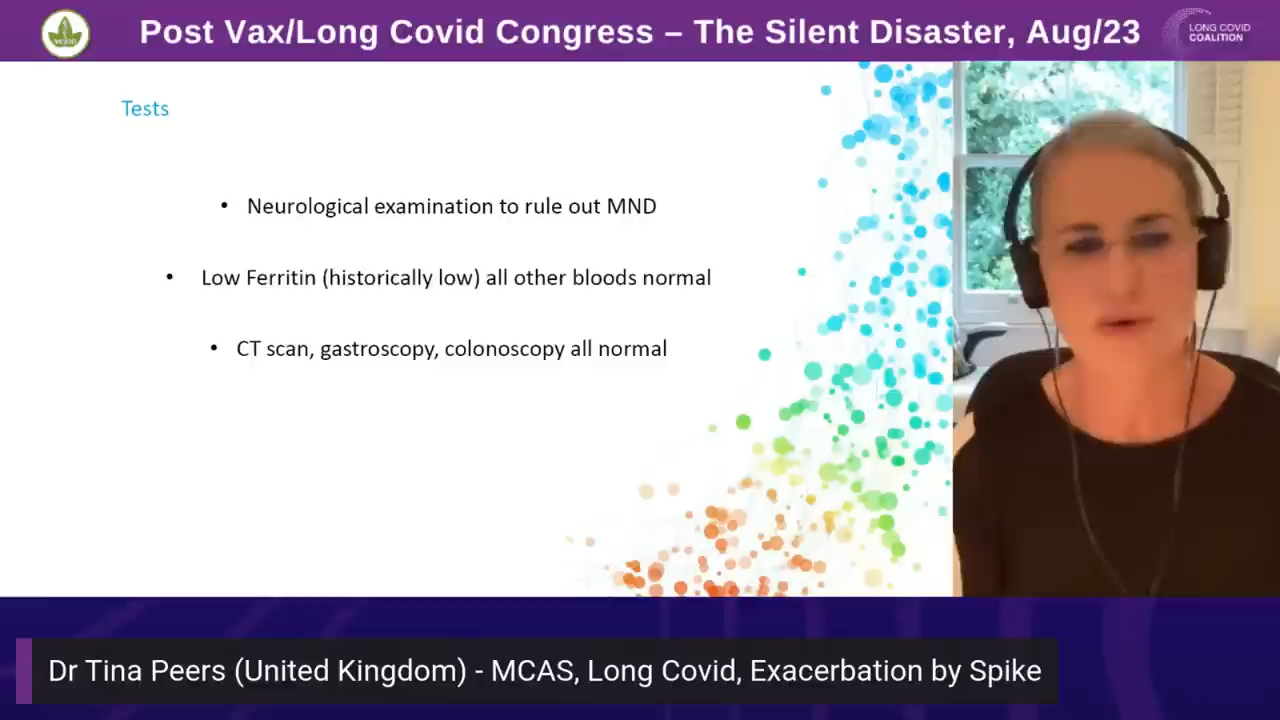 Post Vax/Long Covid Congress – The Silent Disaster, Aug/23
LONG COVID
COALITION
Tests
• Neurological examination to rule out MND
• Low Ferritin (historically low) all other bloods normal
• CT scan, gastroscopy, colonoscopy all normal
Dr Tina Peers (United Kingdom) - MCAS, Long Covid, Exacerbation by Spike